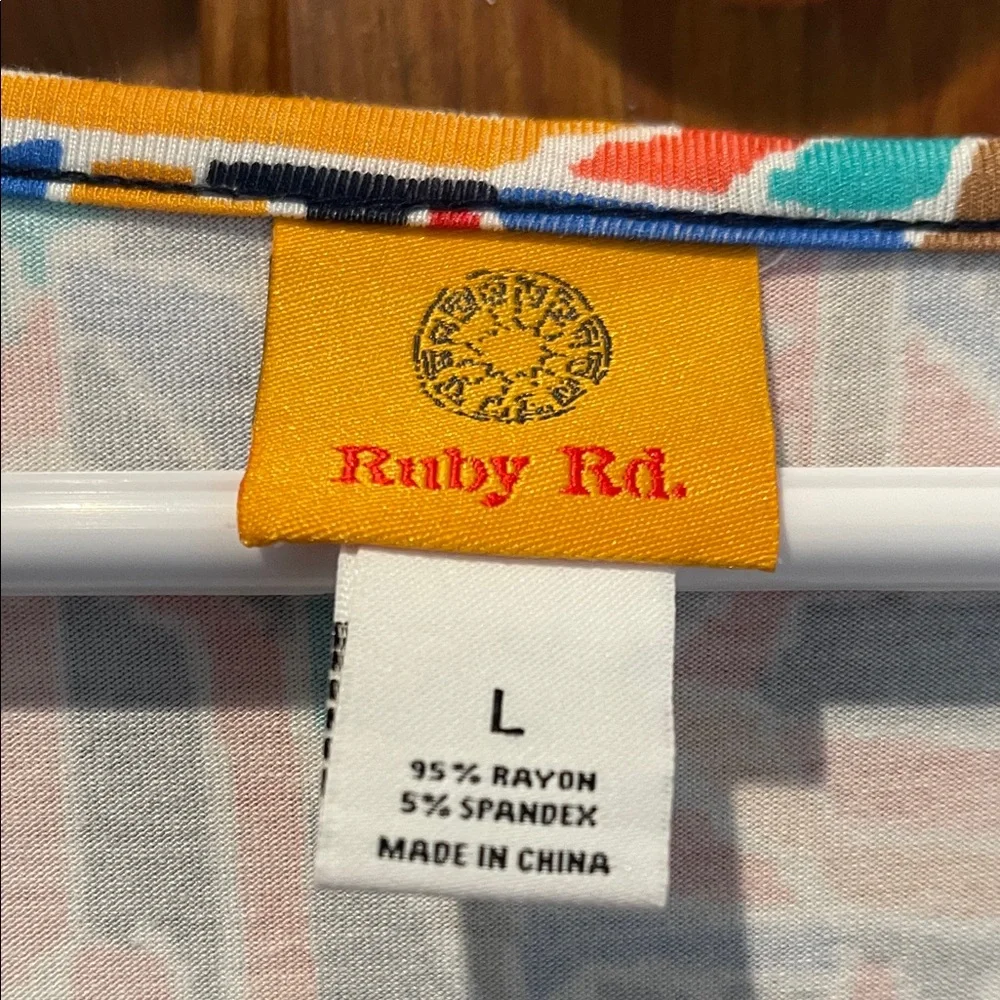 Ruby Rd.
L
95% RAYON
5% SPANDEX
MADE IN CHINA